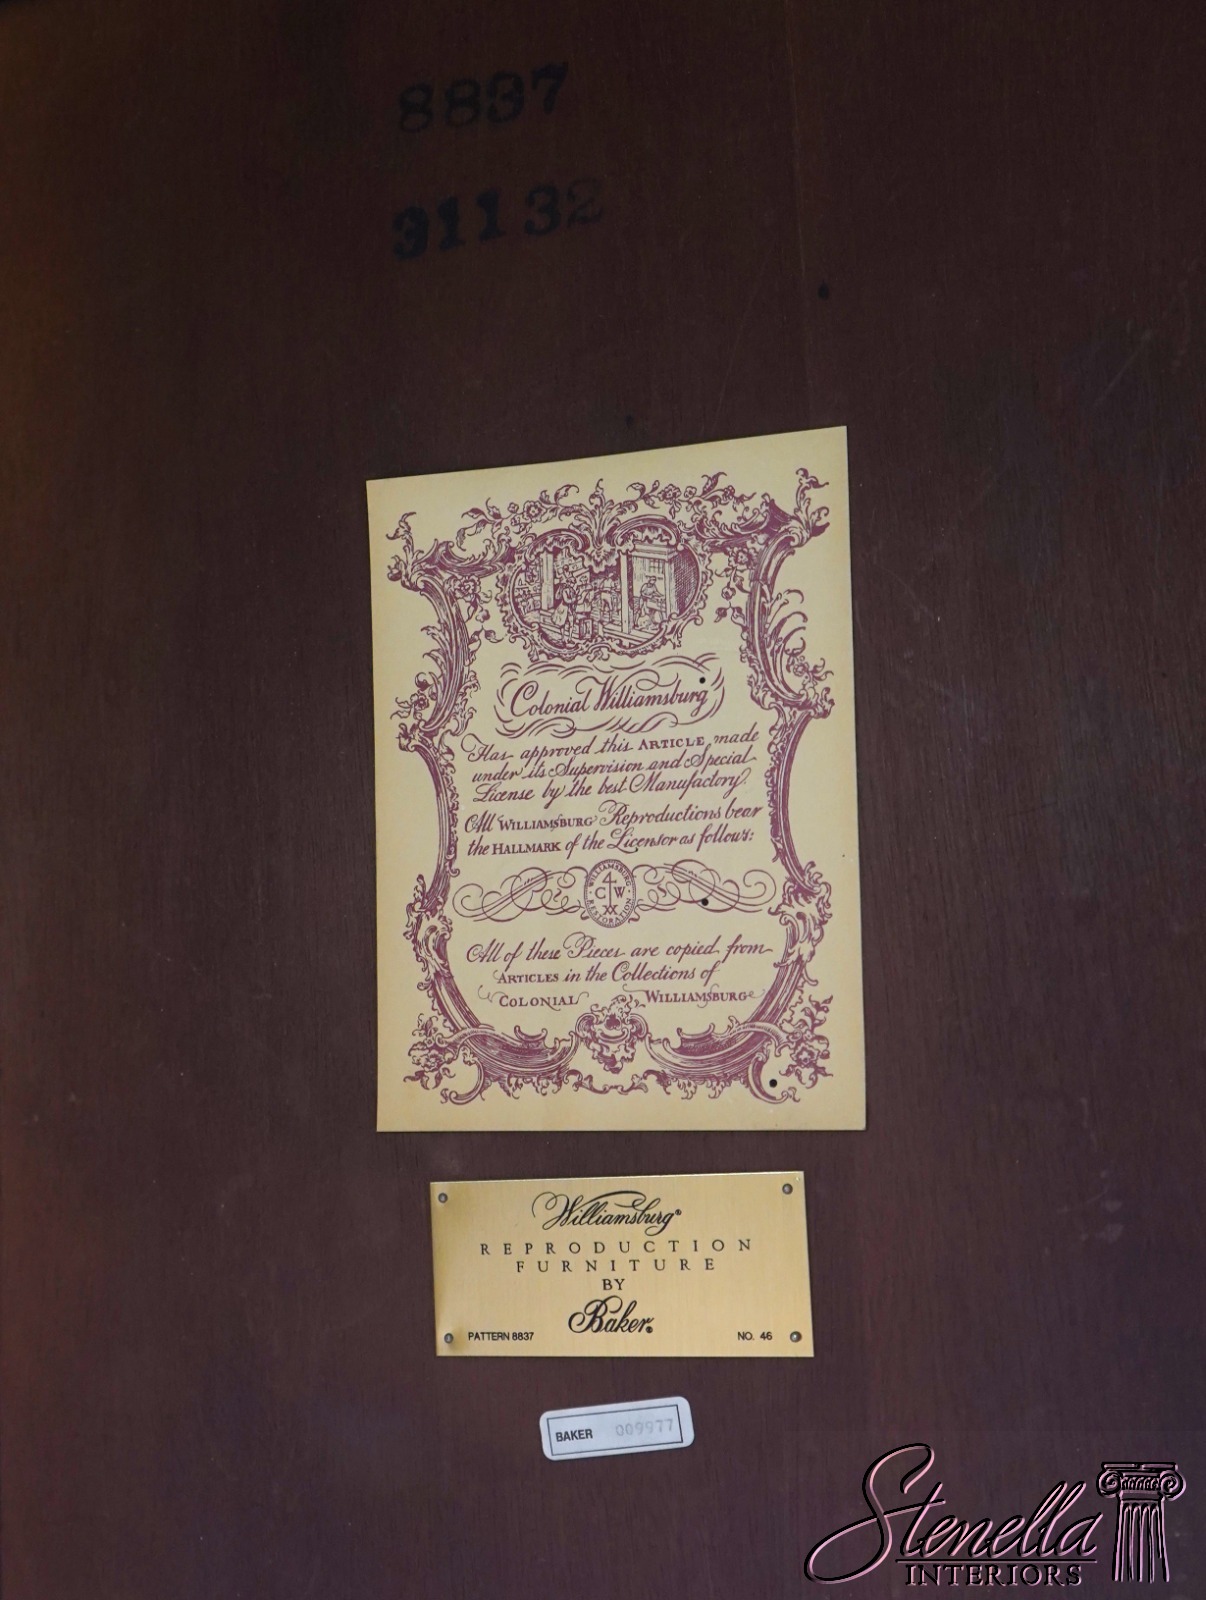 8837
31132
Colonial Williamsburg
Has approved this ARTICLE made
under its Supervision and Special
License by the best Manufactory.
All WILLIAMSBURG Reproductions bear
the HALLMARK of the Licensor as follows:
WILLIAMSBURG
C W
RESTORATION
All of these Pieces are copied from
ARTICLES in the Collections of
COLONIAL WILLIAMSBURG
Williamsburg®
REPRODUCTION
FURNITURE
BY
Baker®
PATTERN 8837 NO. 46
BAKER 009977
Stenella
INTERIORS